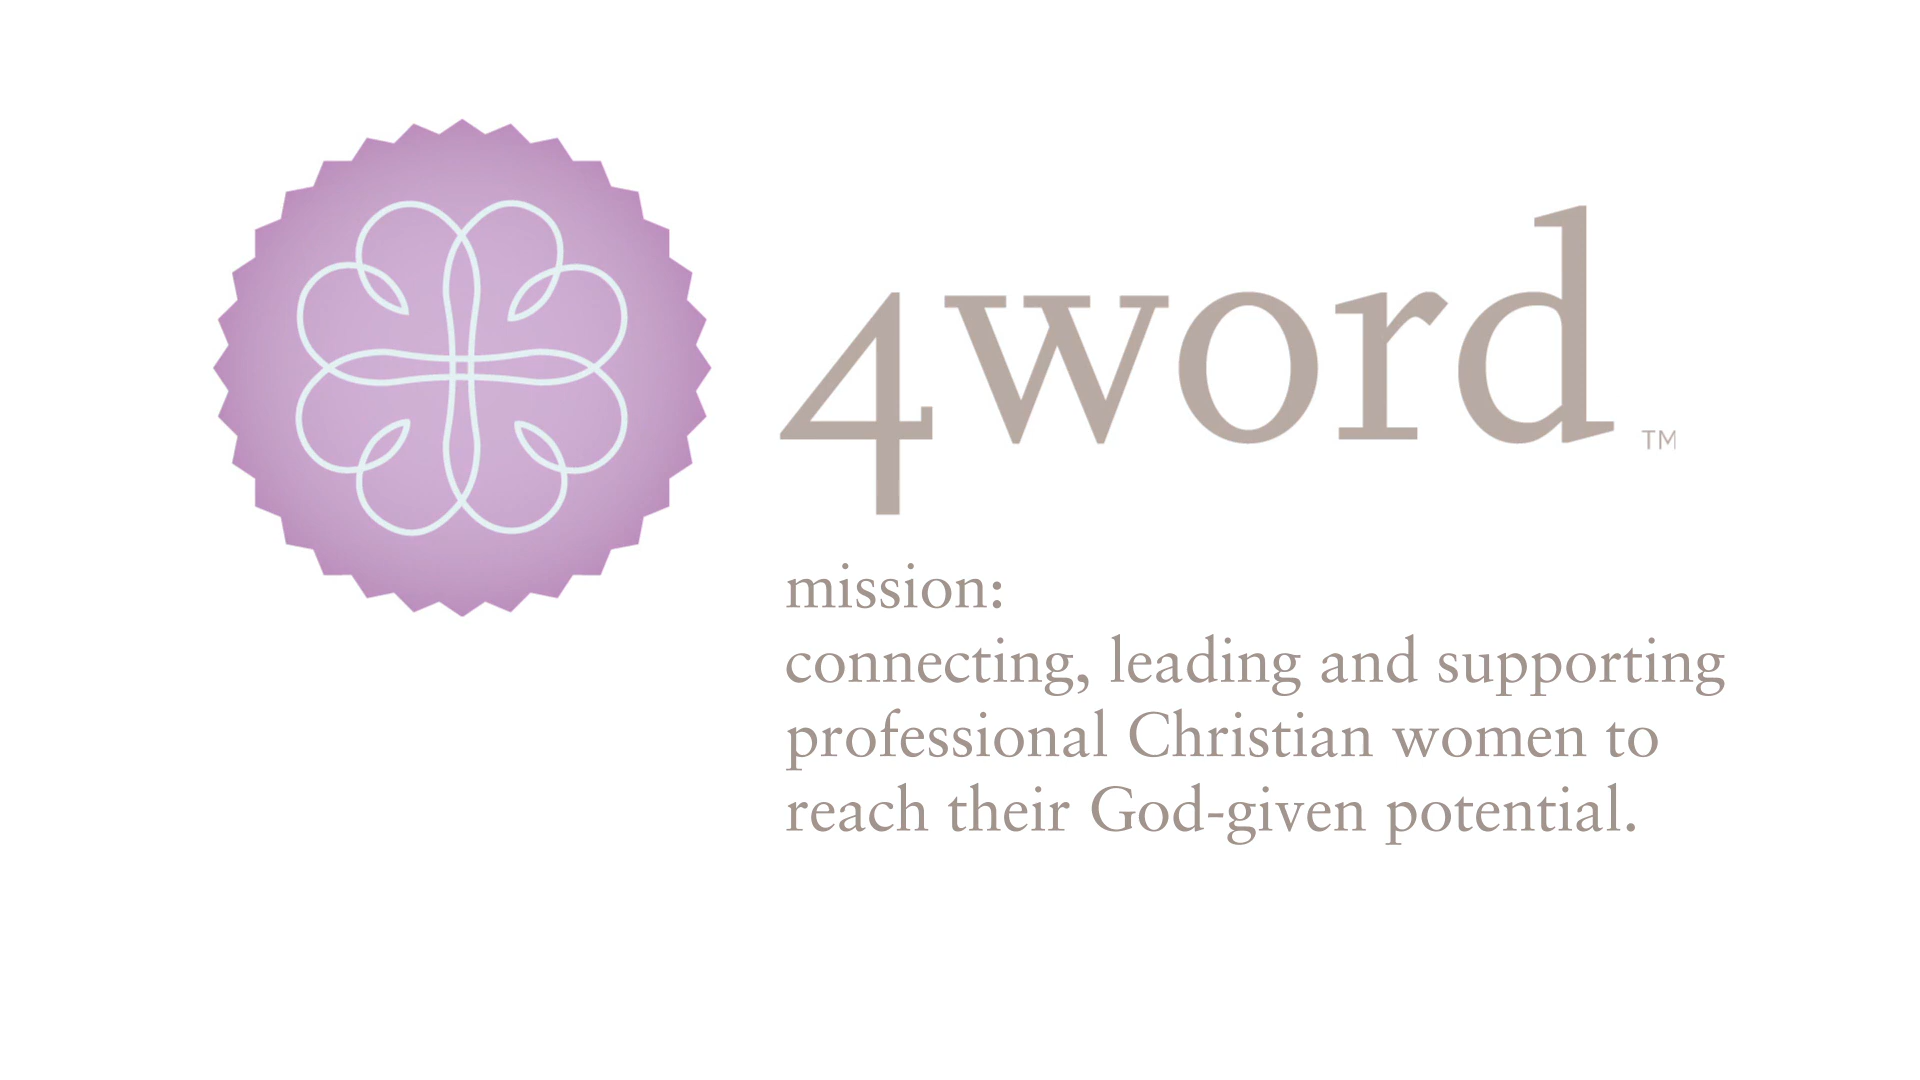 4word ™
mission:
connecting, leading and supporting
professional Christian women to
reach their God-given potential.